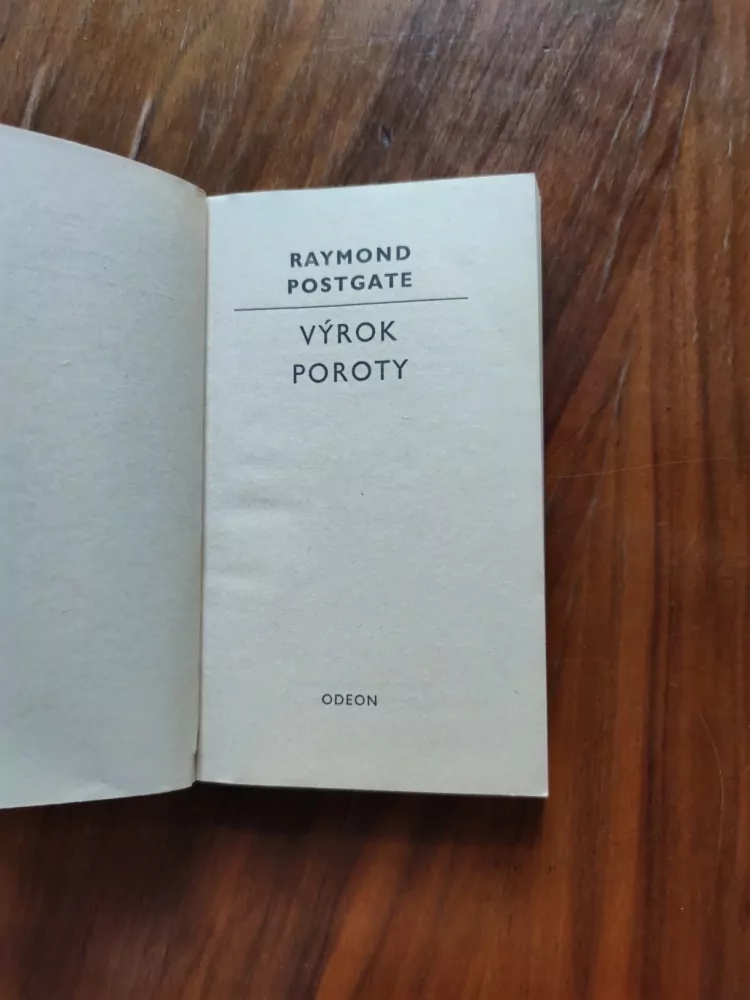 RAYMOND
POSTGATE
VÝROK
POROTY
ODEON